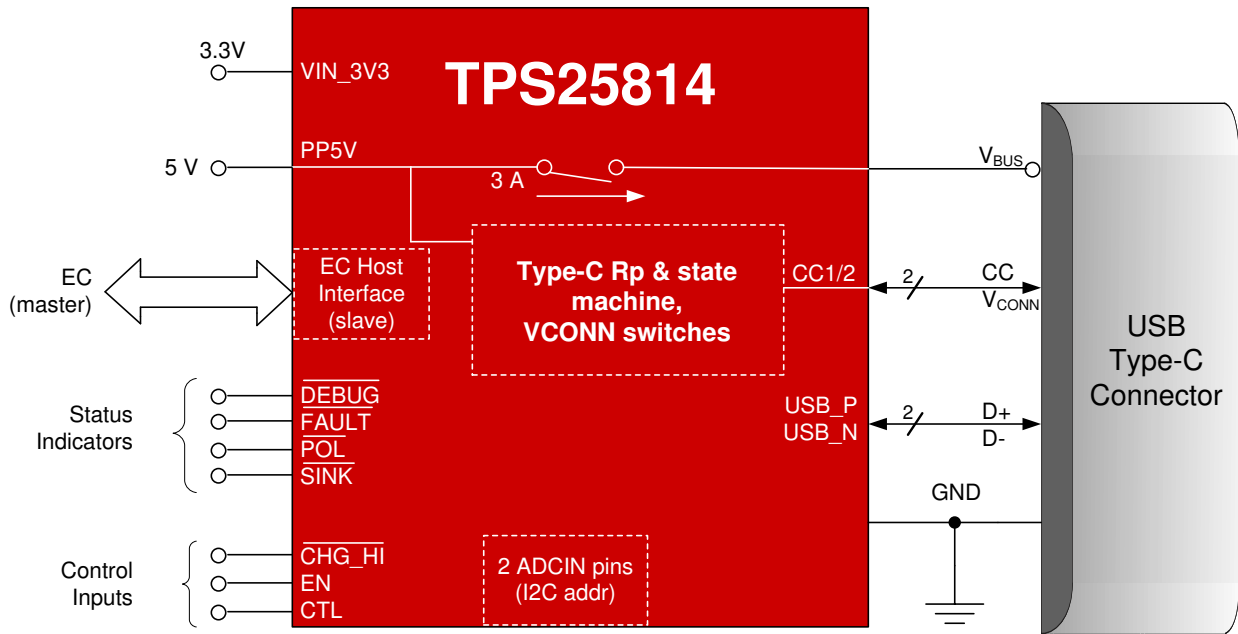 TPS25814
3.3V
VIN_3V3
5 V
PP5V
3 A
VBUS
EC
(master)
EC Host
Interface
(slave)
Type-C Rp & state
machine,
VCONN switches
CC1/2
2
CC
VCONN
USB
Type-C
Connector
Status
Indicators
DEBUG
FAULT
POL
SINK
USB_P
USB_N
2
D+
D-
GND
Control
Inputs
CHG_HI
EN
CTL
2 ADCIN pins
(I2C addr)